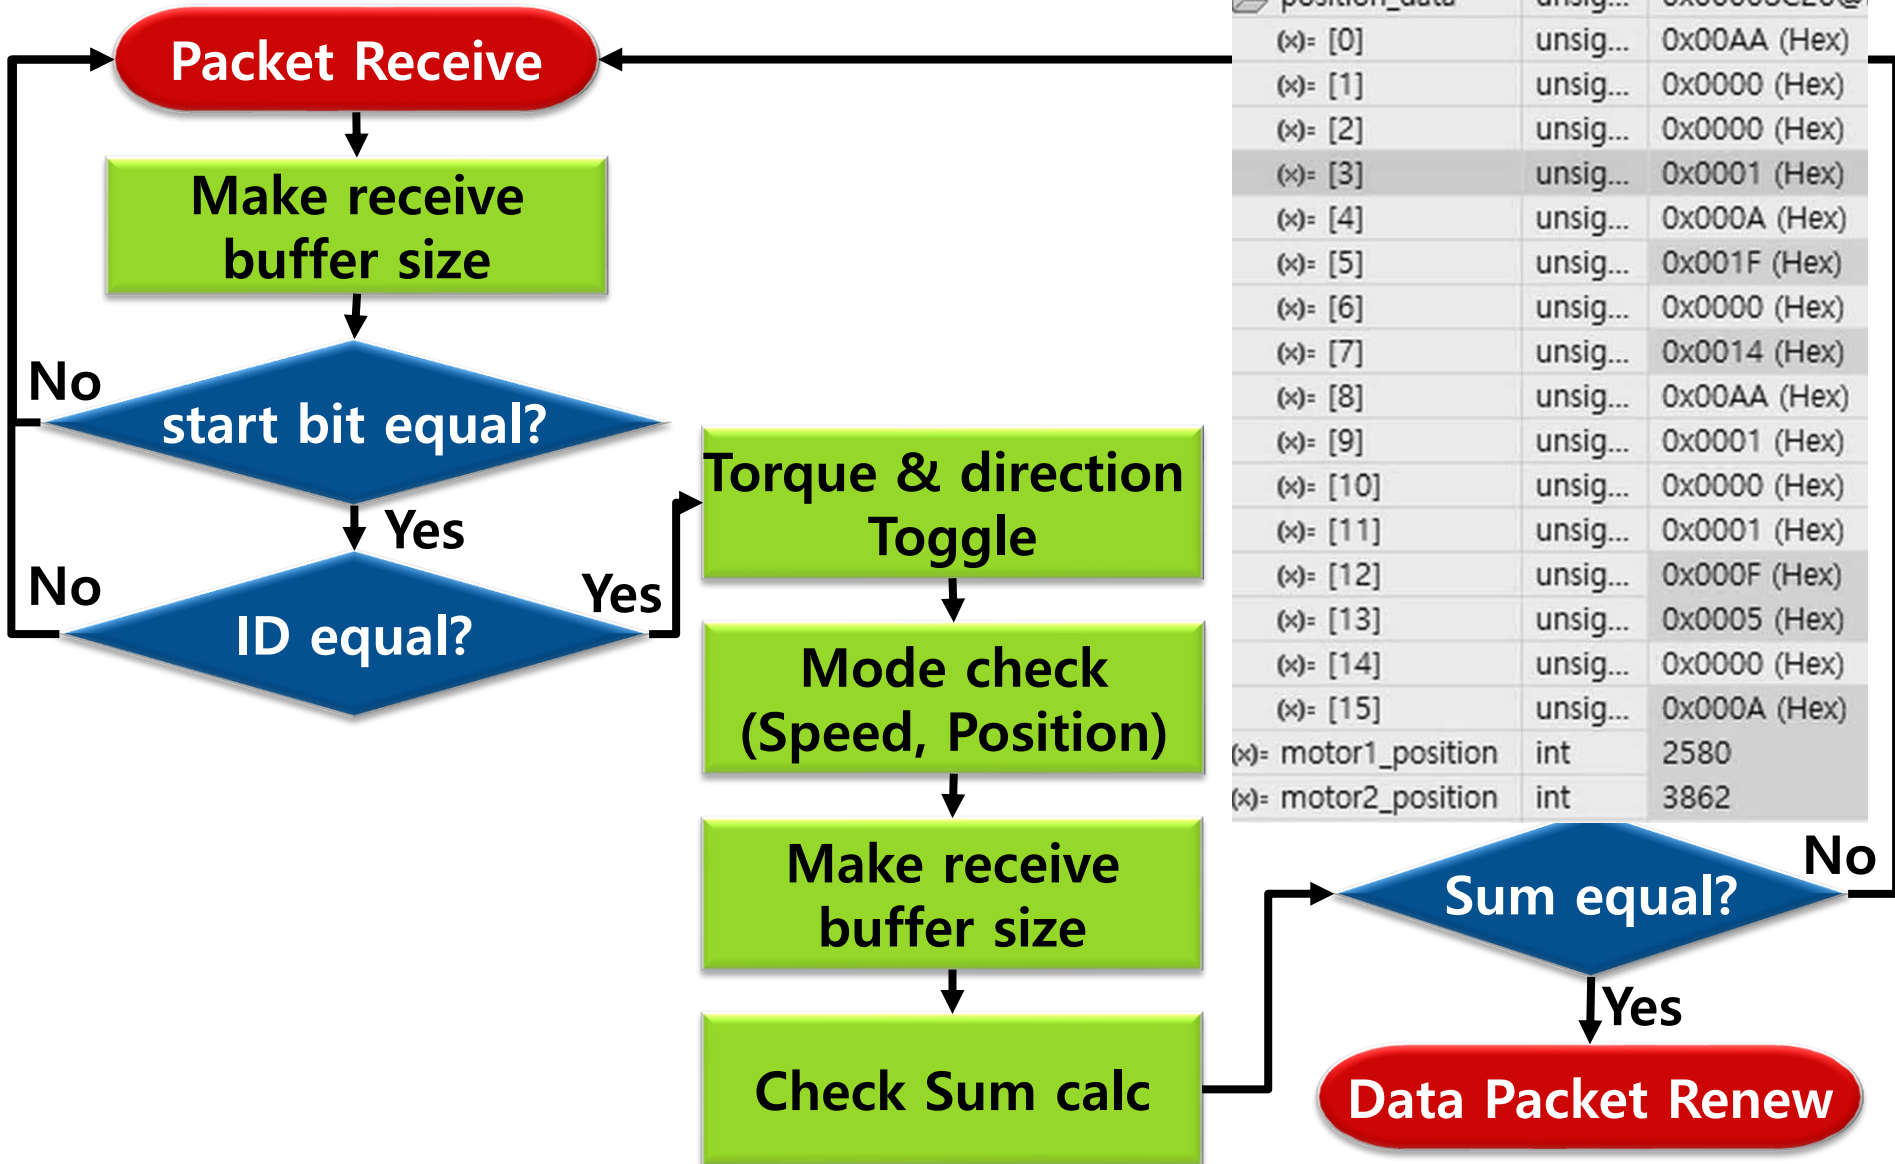 Packet Receive
Make receive
buffer size
No
start bit equal?
Yes
No
ID equal?
Yes
Torque & direction
Toggle
Mode check
(Speed, Position)
Make receive
buffer size
Check Sum calc
position_data unsig...
(x)= [0] unsig... 0x00AA (Hex)
(x)= [1] unsig... 0x0000 (Hex)
(x)= [2] unsig... 0x0000 (Hex)
(x)= [3] unsig... 0x0001 (Hex)
(x)= [4] unsig... 0x000A (Hex)
(x)= [5] unsig... 0x001F (Hex)
(x)= [6] unsig... 0x0000 (Hex)
(x)= [7] unsig... 0x0014 (Hex)
(x)= [8] unsig... 0x00AA (Hex)
(x)= [9] unsig... 0x0001 (Hex)
(x)= [10] unsig... 0x0000 (Hex)
(x)= [11] unsig... 0x0001 (Hex)
(x)= [12] unsig... 0x000F (Hex)
(x)= [13] unsig... 0x0005 (Hex)
(x)= [14] unsig... 0x0000 (Hex)
(x)= [15] unsig... 0x000A (Hex)
(x)= motor1_position int 2580
(x)= motor2_position int 3862
No
Sum equal?
Yes
Data Packet Renew